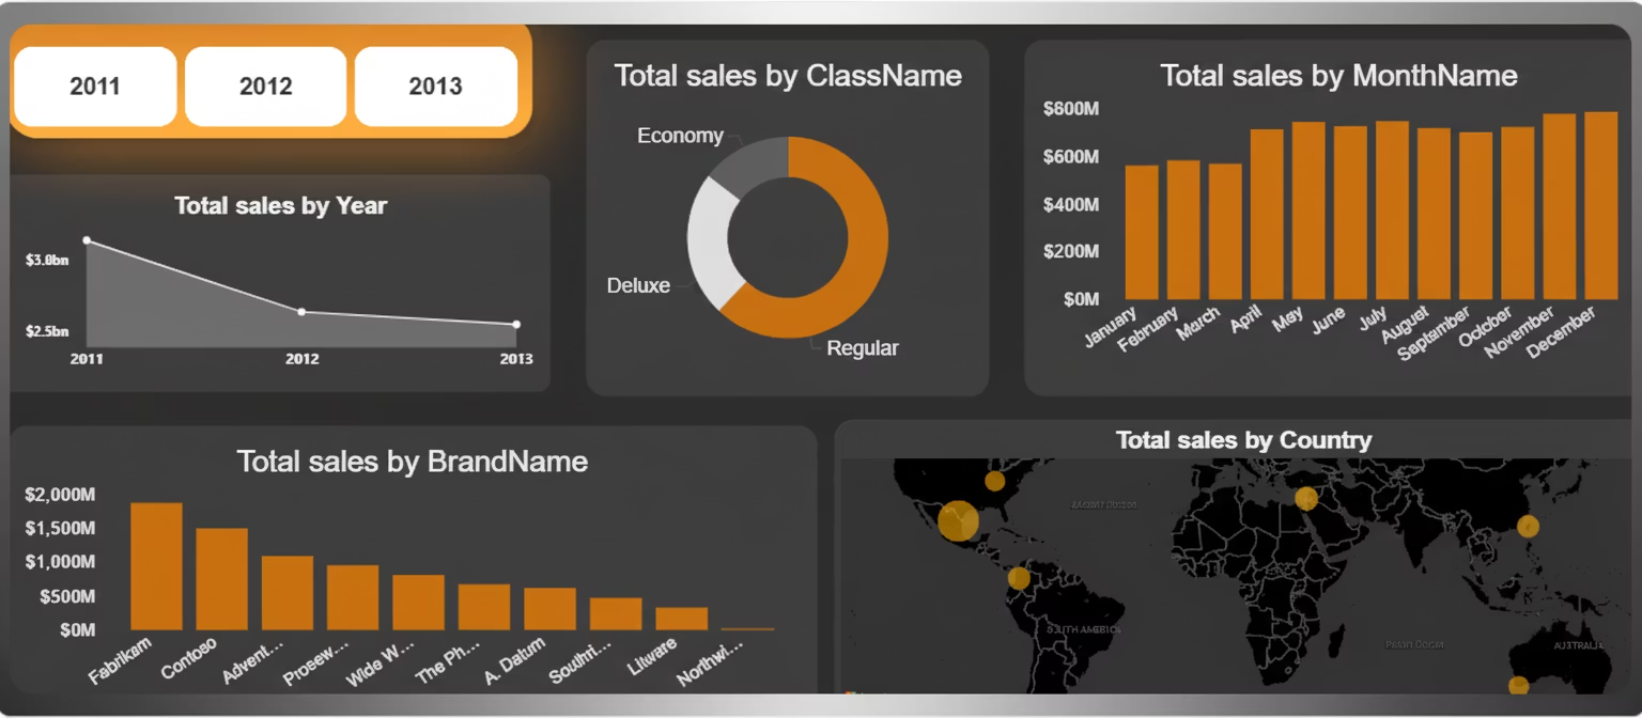 2011 2012 2013
Total sales by Year
$3.0bn
$2.5bn
2011 2012 2013
Total sales by ClassName
Economy
Deluxe
Regular
Total sales by MonthName
$800M
$600M
$400M
$200M
$0M
January February March April May June July August September October November December
Total sales by BrandName
$2,000M
$1,500M
$1,000M
$500M
$0M
Fabrikam Contoso Advent... Prosew... Wide W... The Ph... A. Datum Southri... Litware Northwi...
Total sales by Country
SOUTH AMERICA
AUSTRALIA